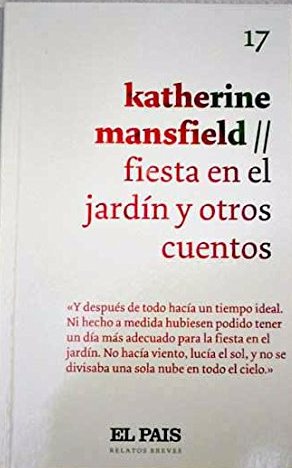 17
katherine
mansfield //
fiesta en el
jardín y otros
cuentos
«Y después de todo hacía un tiempo ideal.
Ni hecho a medida hubiesen podido tener
un día más adecuado para la fiesta en el
jardín. No hacía viento, lucía el sol, y no se
divisaba una sola nube en todo el cielo.»
EL PAIS
RELATOS BREVES